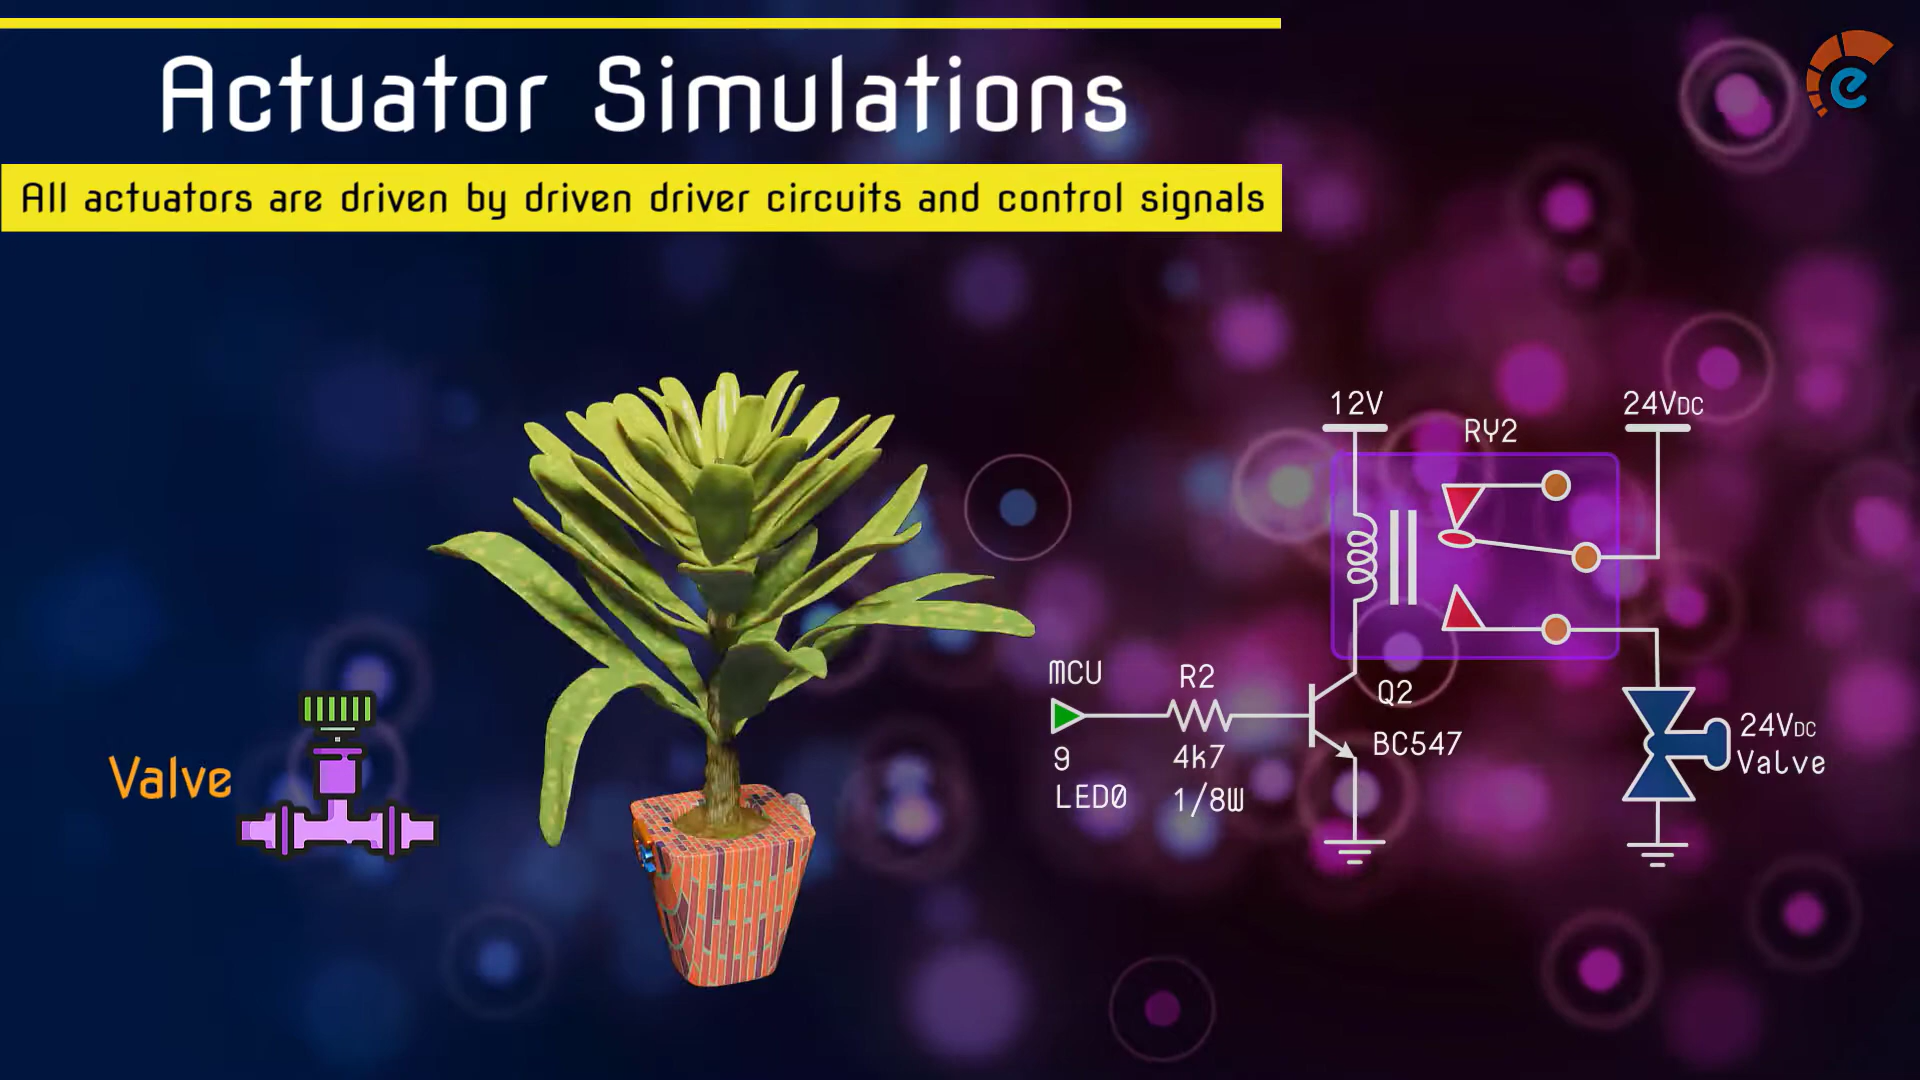 Actuator Simulations
All actuators are driven by driven driver circuits and control signals
12V
24VDC
RY2
MCU
R2
Q2
BC547
9
4k7
LED0
1/8W
24VDC
Valve
Valve
e